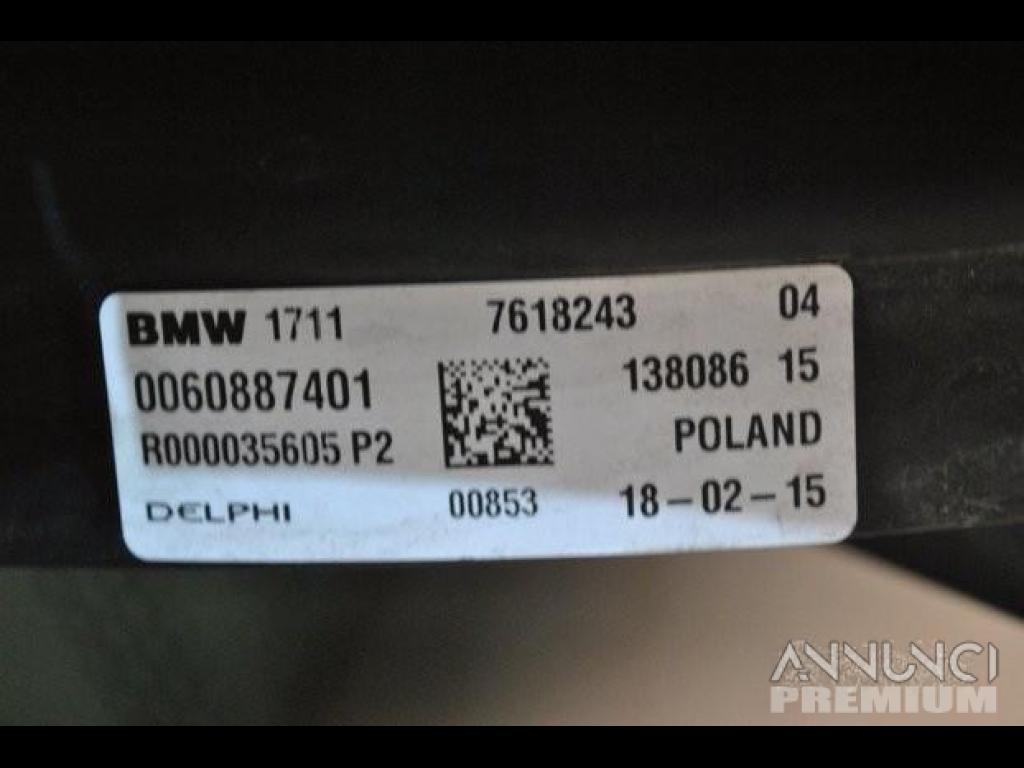 BMW 1711 7618243 04
0060887401 138086 15
R000035605 P2 POLAND
DELPHI 00853 18-02-15
ANNUNCI
PREMIUM